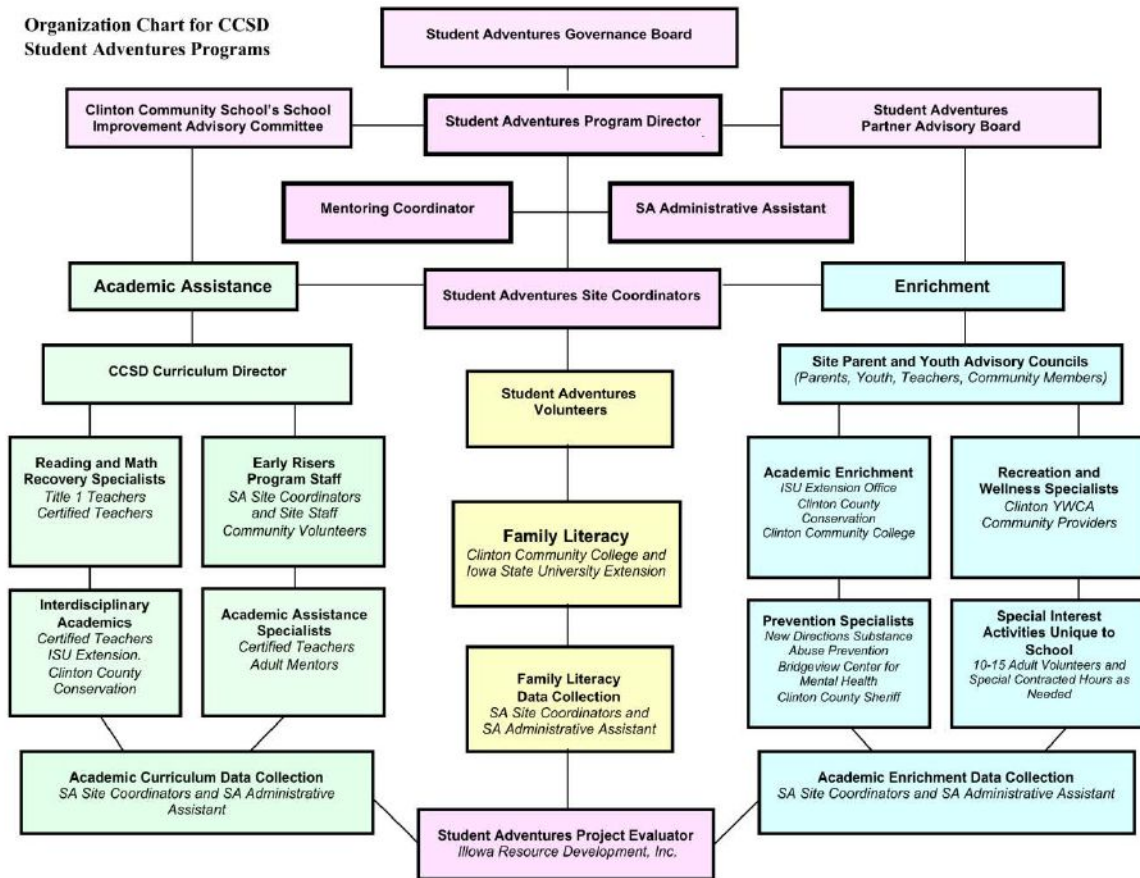 Organization Chart for CCSD
Student Adventures Programs
Student Adventures Governance Board
Clinton Community School's School
Improvement Advisory Committee
Student Adventures Program Director
Student Adventures
Partner Advisory Board
Mentoring Coordinator
SA Administrative Assistant
Academic Assistance
Student Adventures Site Coordinators
Enrichment
CCSD Curriculum Director
Student Adventures
Volunteers
Site Parent and Youth Advisory Councils
(Parents, Youth, Teachers, Community Members)
Reading and Math
Recovery Specialists
Title 1 Teachers
Certified Teachers
Early Risers
Program Staff
SA Site Coordinators
and Site Staff
Community Volunteers
Family Literacy
Clinton Community College and
Iowa State University Extension
Academic Enrichment
ISU Extension Office
Clinton County
Conservation
Clinton Community College
Recreation and
Wellness Specialists
Clinton YWCA
Community Providers
Interdisciplinary
Academics
Certified Teachers
ISU Extension.
Clinton County
Conservation
Academic Assistance
Specialists
Certified Teachers
Adult Mentors
Family Literacy
Data Collection
SA Site Coordinators and
SA Administrative Assistant
Prevention Specialists
New Directions Substance
Abuse Prevention
Bridgeview Center for
Mental Health
Clinton County Sheriff
Special Interest
Activities Unique to
School
10-15 Adult Volunteers and
Special Contracted Hours as
Needed
Academic Curriculum Data Collection
SA Site Coordinators and SA Administrative
Assistant
Academic Enrichment Data Collection
SA Site Coordinators and SA Administrative Assistant
Student Adventures Project Evaluator
Illowa Resource Development, Inc.